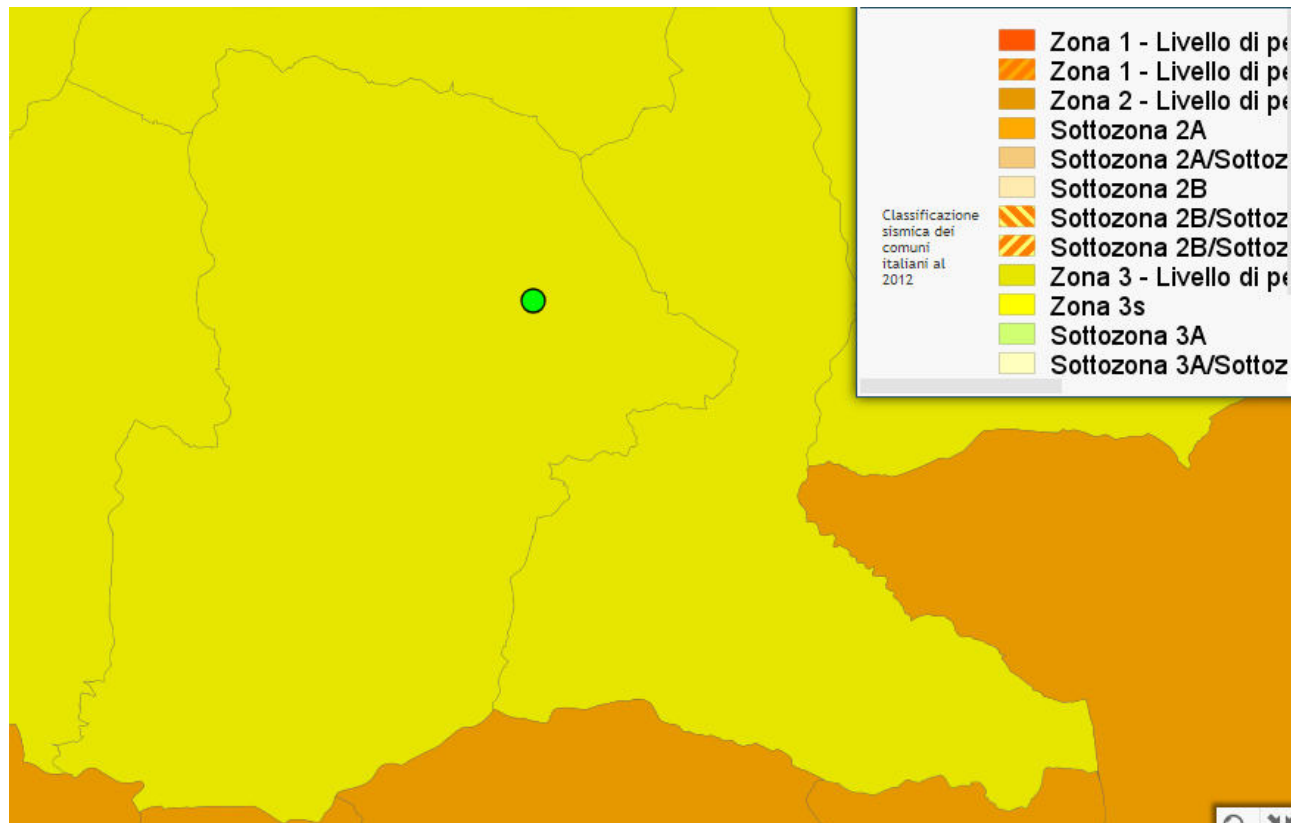 Classificazione
sismica dei
comuni
italiani al
2012
Zona 1 - Livello di pe
Zona 1 - Livello di pe
Zona 2 - Livello di pe
Sottozona 2A
Sottozona 2A/Sottoz
Sottozona 2B
Sottozona 2B/Sottoz
Sottozona 2B/Sottoz
Zona 3 - Livello di pe
Zona 3s
Sottozona 3A
Sottozona 3A/Sottoz